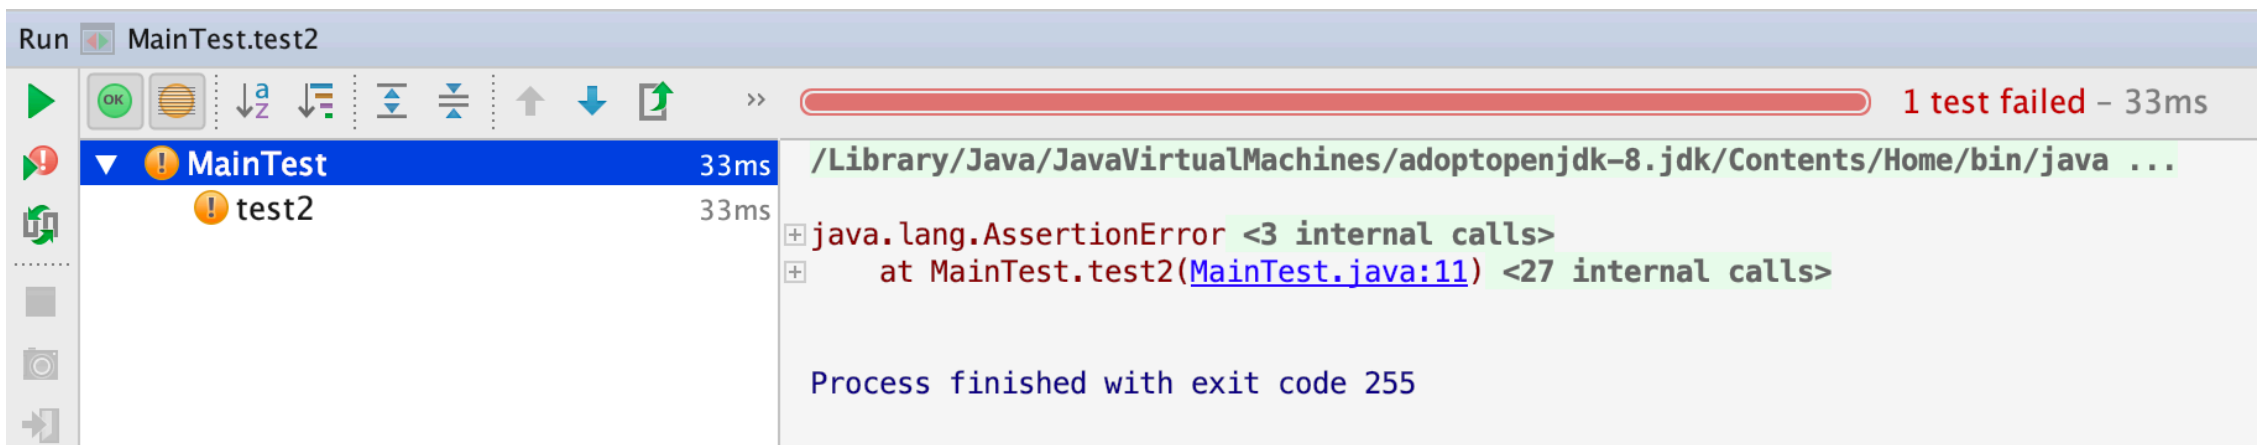 Run MainTest.test2
OK a z >> 1 test failed – 33ms
MainTest 33ms
test2 33ms
/Library/Java/JavaVirtualMachines/adoptopenjdk-8.jdk/Contents/Home/bin/java ...
java.lang.AssertionError <3 internal calls>
at MainTest.test2(MainTest.java:11) <27 internal calls>
Process finished with exit code 255